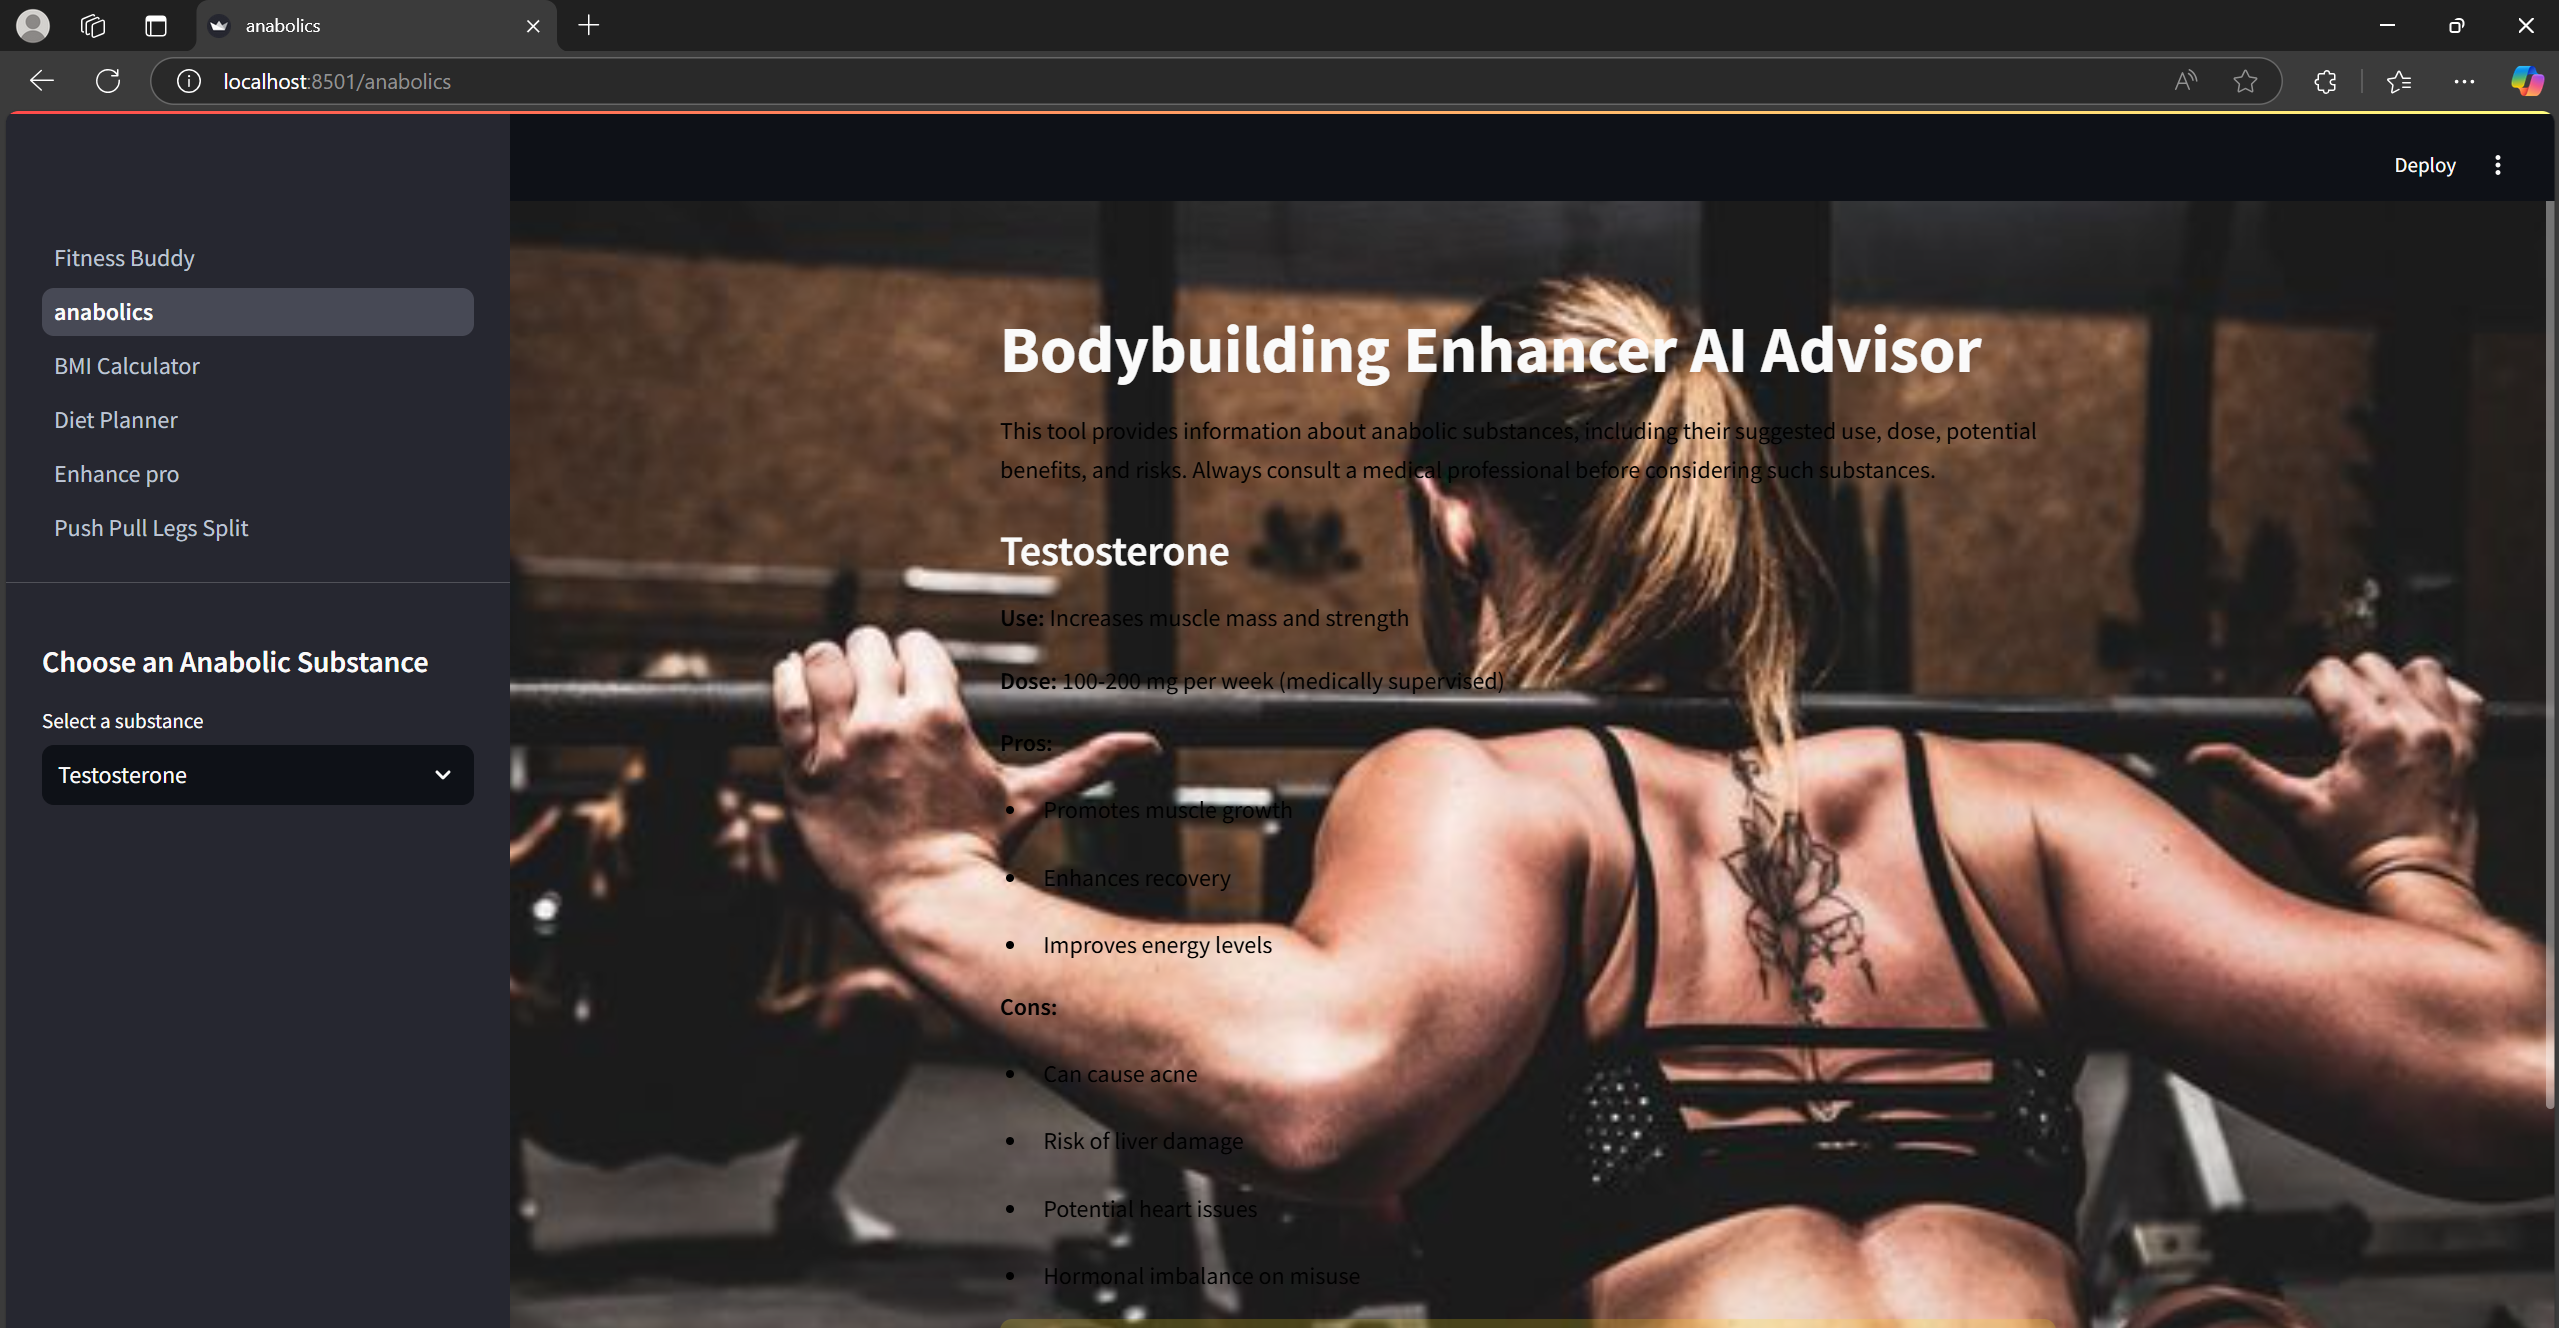 anabolics
localhost:8501/anabolics
Deploy
Fitness Buddy
anabolics
BMI Calculator
Diet Planner
Enhance pro
Push Pull Legs Split
Choose an Anabolic Substance
Select a substance
Testosterone
Bodybuilding Enhancer AI Advisor
This tool provides information about anabolic substances, including their suggested use, dose, potential
benefits, and risks. Always consult a medical professional before considering such substances.
Testosterone
Use: Increases muscle mass and strength
Dose: 100-200 mg per week (medically supervised)
Pros:
• Promotes muscle growth
• Enhances recovery
• Improves energy levels
Cons:
• Can cause acne
• Risk of liver damage
• Potential heart issues
• Hormonal imbalance on misuse